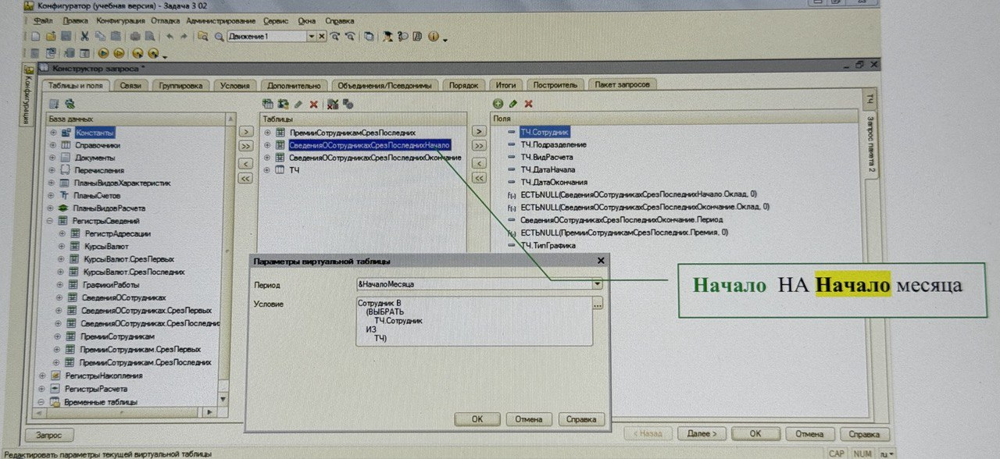 Конфигуратор (учебная версия) - Задача 3 02
Файл Правка Конфигурация Отладка Администрирование Сервис Окна Справка
Движение1
Конструктор запроса *
Конфигурация
Таблицы и поля Связи Группировка Условия Дополнительно Объединения/Псевдонимы Порядок Итоги Построитель Пакет запросов
База данных
Константы
Справочники
Документы
Перечисления
ПланыВидовХарактеристик
ПланыСчетов
ПланыВидовРасчета
РегистрыСведений
РегистрАдресации
КурсыВалют
КурсыВалют.СрезПервых
КурсыВалют.СрезПоследних
ГрафикиРаботы
СведенияОСотрудниках
СведенияОСотрудниках.СрезПервых
СведенияОСотрудниках.СрезПоследни
ПремииСотрудникам
ПремииСотрудникам.СрезПервых
ПремииСотрудникам.СрезПоследних
РегистрыНакопления
РегистрыРасчета
Временные таблицы
>
>>
<
<<
Таблицы
ПремииСотрудникамСрезПоследних
СведенияОСотрудникахСрезПоследнихНачало
СведенияОСотрудникахСрезПоследнихОкончание
ТЧ
>
>>
<
<<
Поля
ТЧ.Сотрудник
ТЧ.Подразделение
ТЧ.ВидРасчета
ТЧ.ДатаНачала
ТЧ.ДатаОкончания
ЕСТЬNULL(СведенияОСотрудникахСрезПоследнихНачало.Оклад, 0)
ЕСТЬNULL(СведенияОСотрудникахСрезПоследнихОкончание.Оклад, 0)
СведенияОСотрудникахСрезПоследнихОкончание.Период
ЕСТЬNULL(ПремииСотрудникамСрезПоследних.Премия, 0)
ТЧ.ТипГрафика
ТЧ
Запрос пакета 2
Параметры виртуальной таблицы
Период &НачалоМесяца
Условие Сотрудник В
(ВЫБРАТЬ
ТЧ.Сотрудник
ИЗ
ТЧ)
...
OK Отмена Справка
Начало НА Начало месяца
Запрос < Назад Далее > OK Отмена Справка
Редактировать параметры текущей виртуальной таблицы CAP NUM ru